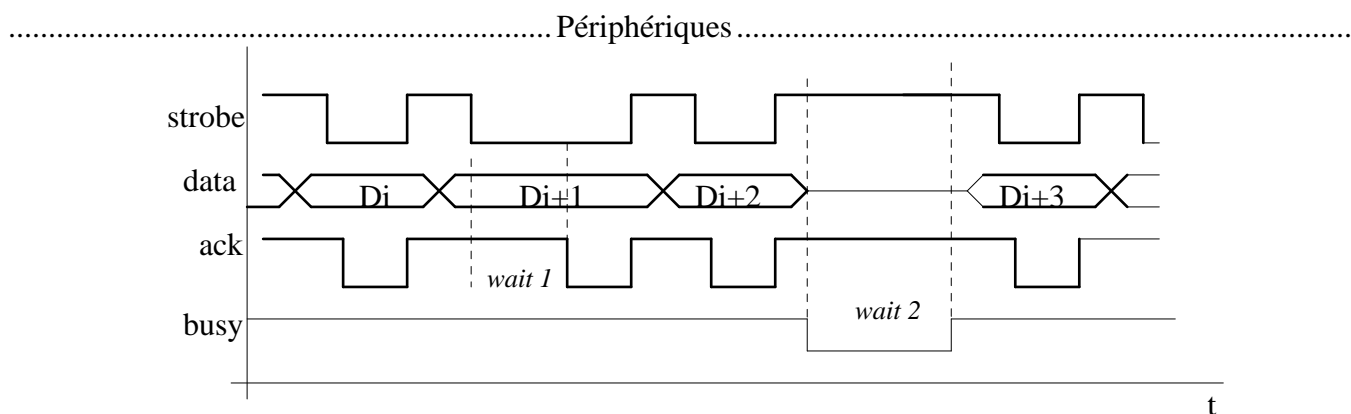 Périphériques
strobe
data Di Di+1 Di+2 Di+3
ack
wait 1
busy wait 2
t